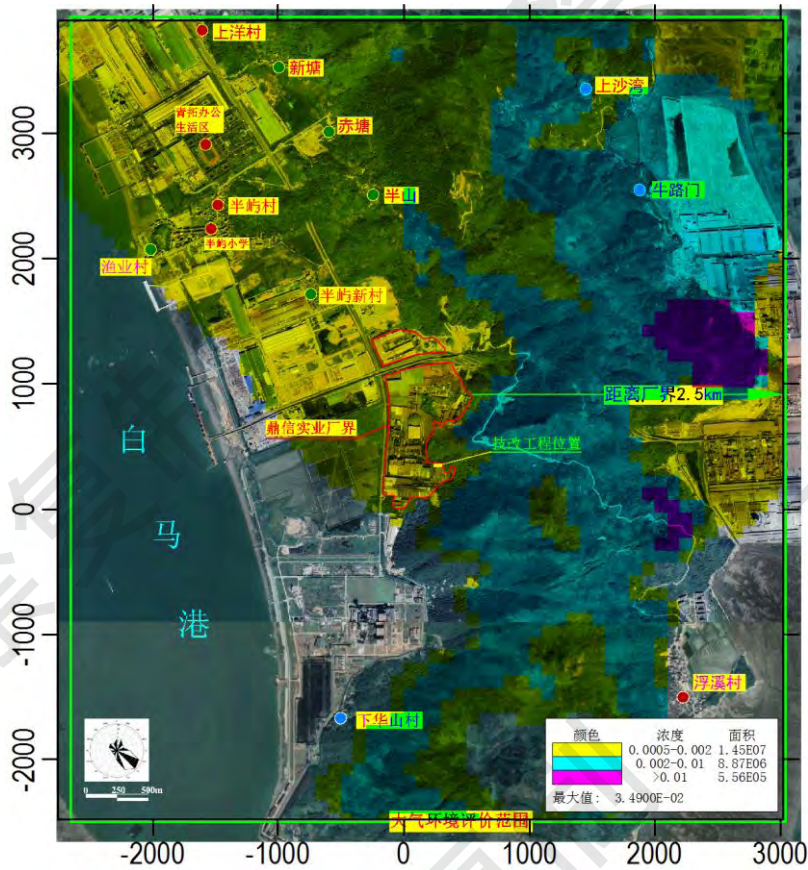 上洋村
新塘
上沙湾
青拓办公
生活区
赤塘
3000
半山
牛路门
半屿村
半屿小学
渔业村
2000
半屿新村
1000
距离厂界2.5km
鼎信实业厂界
技改工程位置
白
马
港
0
-1000
浮溪村
下华山村
颜色 浓度 面积
0.0005-0.002 1.45E07
0.002-0.01 8.87E06
>0.01 5.56E05
最大值: 3.4900E-02
-2000
0 250 500m
大气环境评价范围
-2000 -1000 0 1000 2000 3000